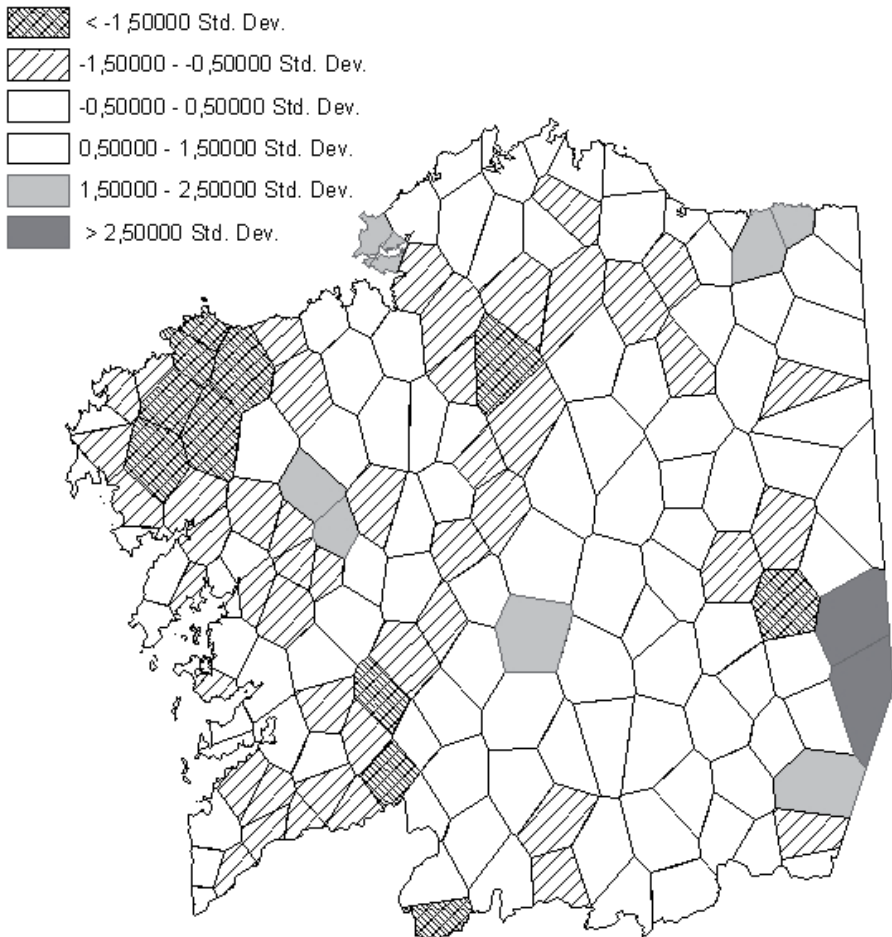 < -1,50000 Std. Dev.
-1,50000 - -0,50000 Std. Dev.
-0,50000 - 0,50000 Std. Dev.
0,50000 - 1,50000 Std. Dev.
1,50000 - 2,50000 Std. Dev.
> 2,50000 Std. Dev.